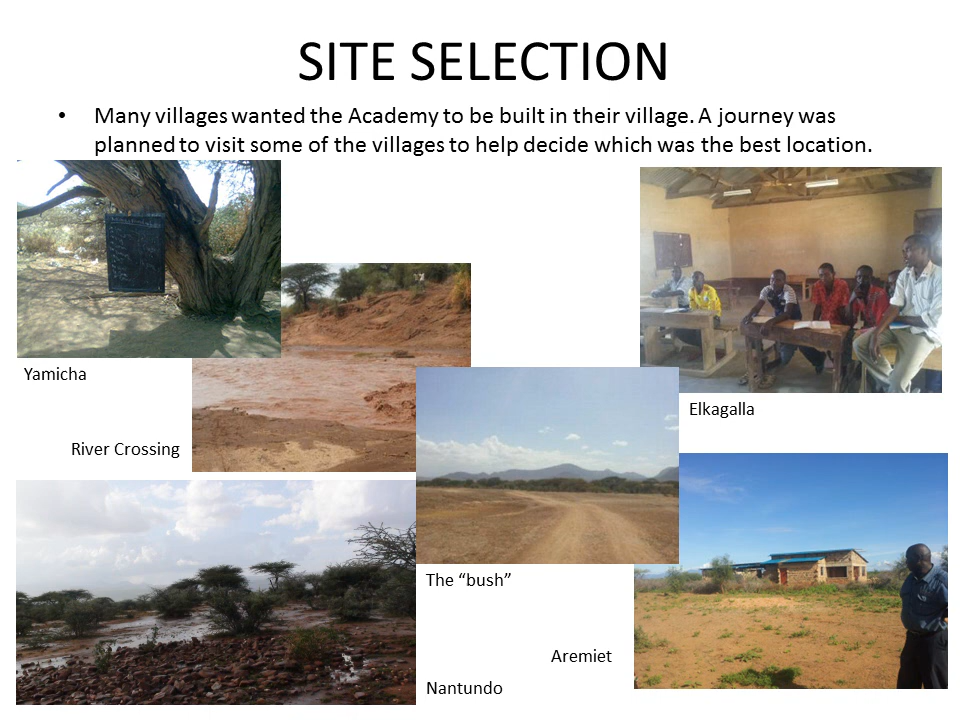 SITE SELECTION
• Many villages wanted the Academy to be built in their village. A journey was
planned to visit some of the villages to help decide which was the best location.
Yamicha
Elkagalla
River Crossing
The “bush”
Aremiet
Nantundo